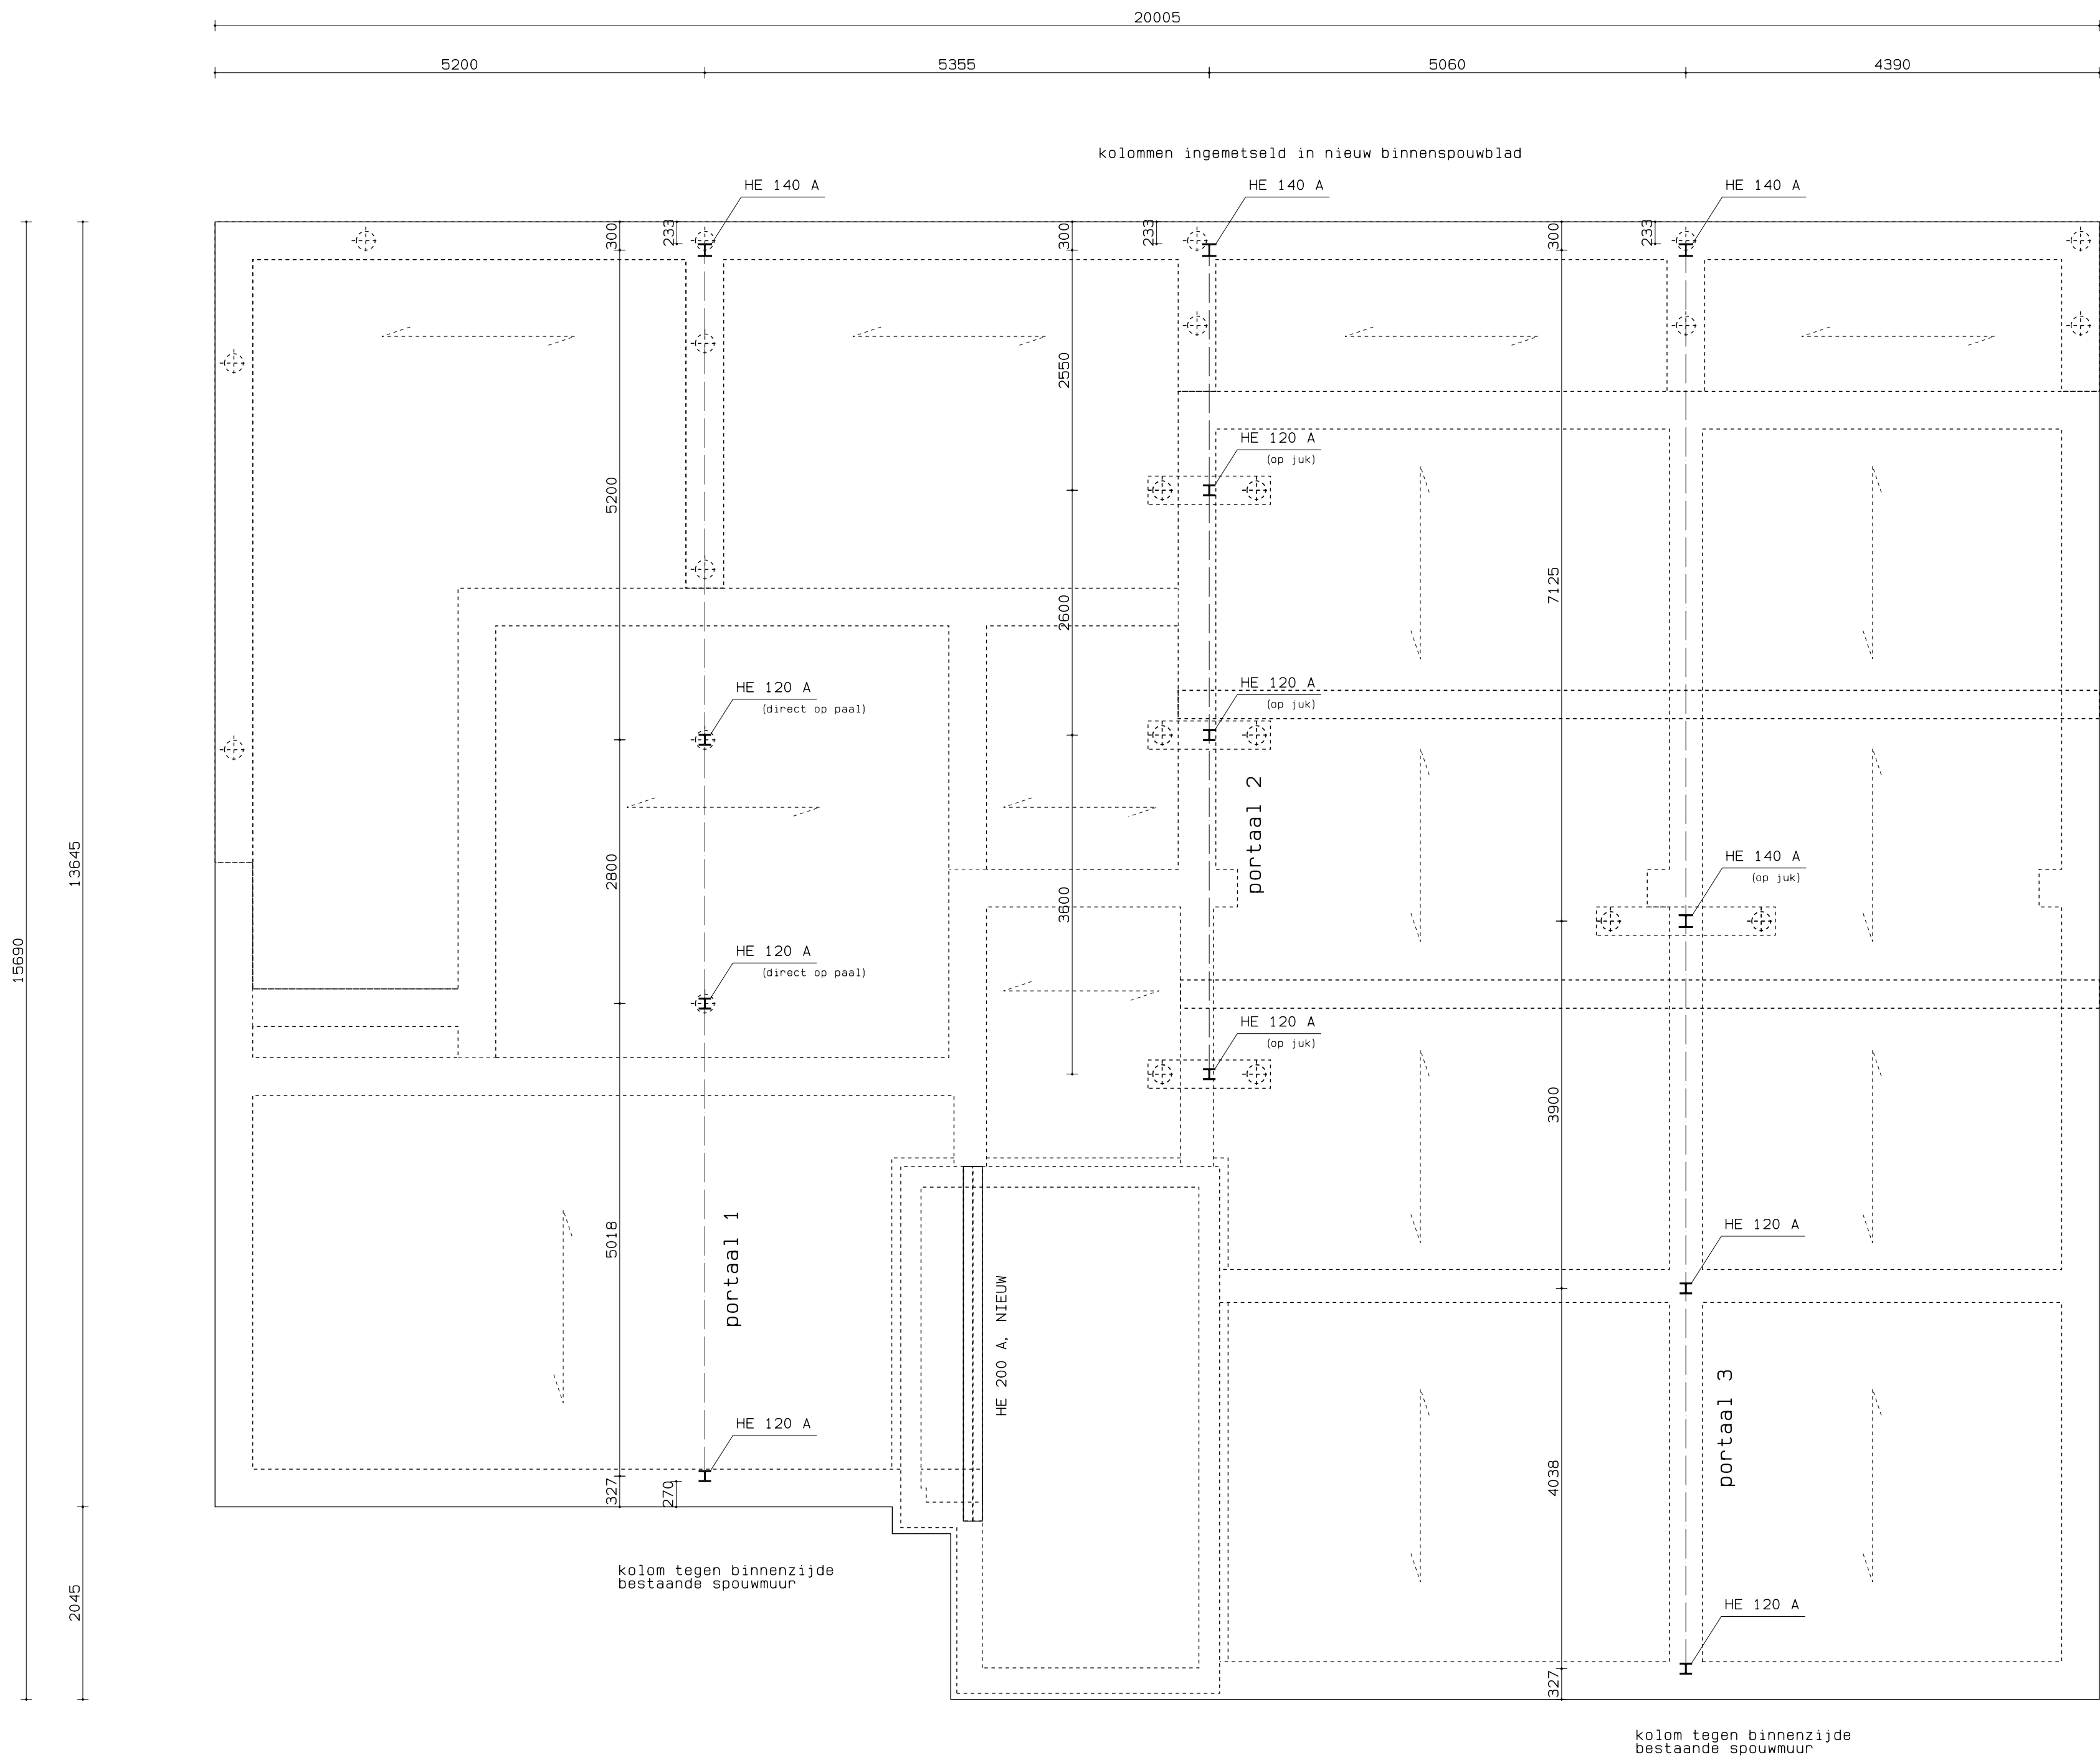 20005
5200 5355 5060 4390
kolommen ingemetseld in nieuw binnenspouwblad
HE 140 A HE 140 A HE 140 A
300 233 300 233 300 233
2550
HE 120 A
(op juk)
5200
7125
2600
HE 120 A
(direct op paal)
HE 120 A
(op juk)
portaal 2
13645
2800
3600
HE 140 A
(op juk)
15690
HE 120 A
(direct op paal)
HE 120 A
(op juk)
3900
5018
portaal 1
HE 120 A
HE 200 A, NIEUW
portaal 3
HE 120 A
327 270
4038
kolom tegen binnenzijde
bestaande spouwmuur
2045
HE 120 A
327
kolom tegen binnenzijde
bestaande spouwmuur